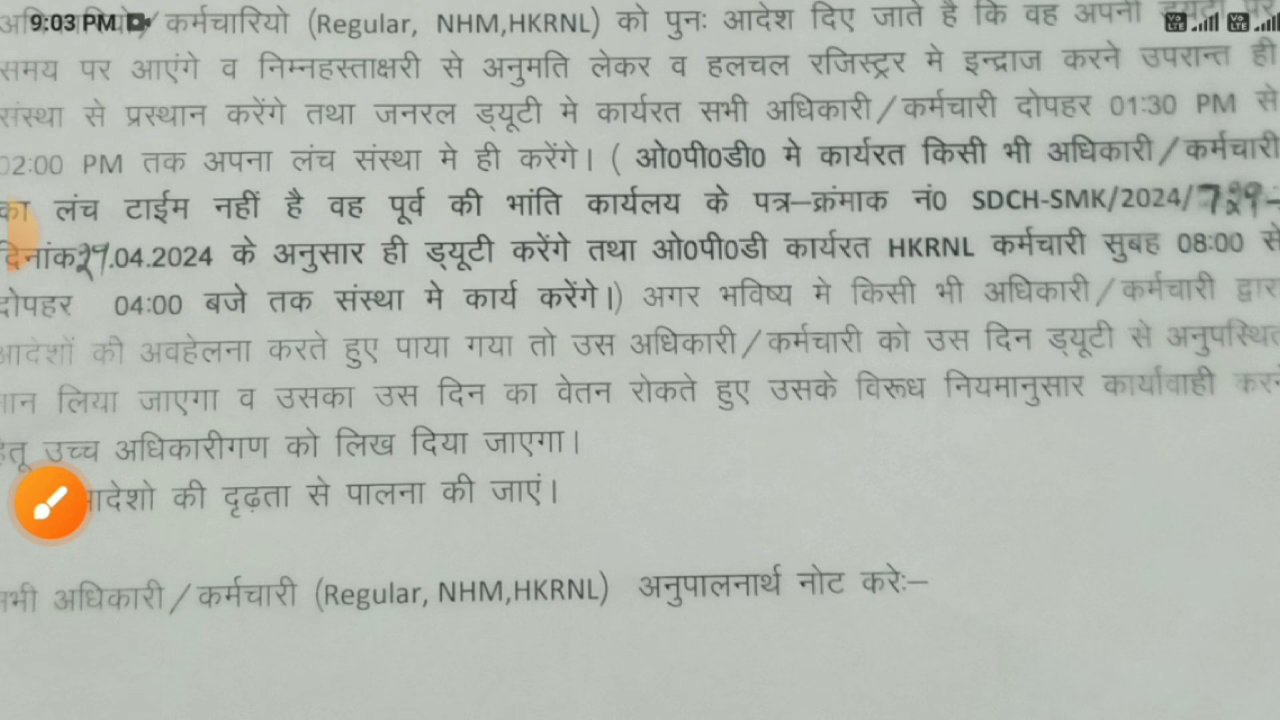 9:03 PM
कर्मचारियो (Regular, NHM,HKRNL) को पुनः आदेश दिए जाते है कि वह अपनी
समय पर आएंगे व निम्नहस्ताक्षरी से अनुमति लेकर व हलचल रजिस्ट्रर मे इन्द्राज करने उपरान्त ही
संस्था से प्रस्थान करेंगे तथा जनरल ड्यूटी मे कार्यरत सभी अधिकारी/कर्मचारी दोपहर 01:30 PM से
02:00 PM तक अपना लंच संस्था मे ही करेंगे। ( ओ0पी0डी0 मे कार्यरत किसी भी अधिकारी/कर्मचारी
का लंच टाईम नहीं है वह पूर्व की भांति कार्यलय के पत्र–क्रंमाक नं0 SDCH-SMK/2024/
दिनांक .04.2024 के अनुसार ही ड्यूटी करेंगे तथा ओ0पी0डी कार्यरत HKRNL कर्मचारी सुबह 08:00 से
दोपहर 04:00 बजे तक संस्था मे कार्य करेंगे।) अगर भविष्य मे किसी भी अधिकारी/कर्मचारी द्वारा
आदेशों की अवहेलना करते हुए पाया गया तो उस अधिकारी/कर्मचारी को उस दिन ड्यूटी से अनुपस्थित
मान लिया जाएगा व उसका उस दिन का वेतन रोकते हुए उसके विरूध नियमानुसार कार्यावाही करने
हेतू उच्च अधिकारीगण को लिख दिया जाएगा।
आदेशो की दृढ़ता से पालना की जाएं।
सभी अधिकारी/कर्मचारी (Regular, NHM,HKRNL) अनुपालनार्थ नोट करेः–